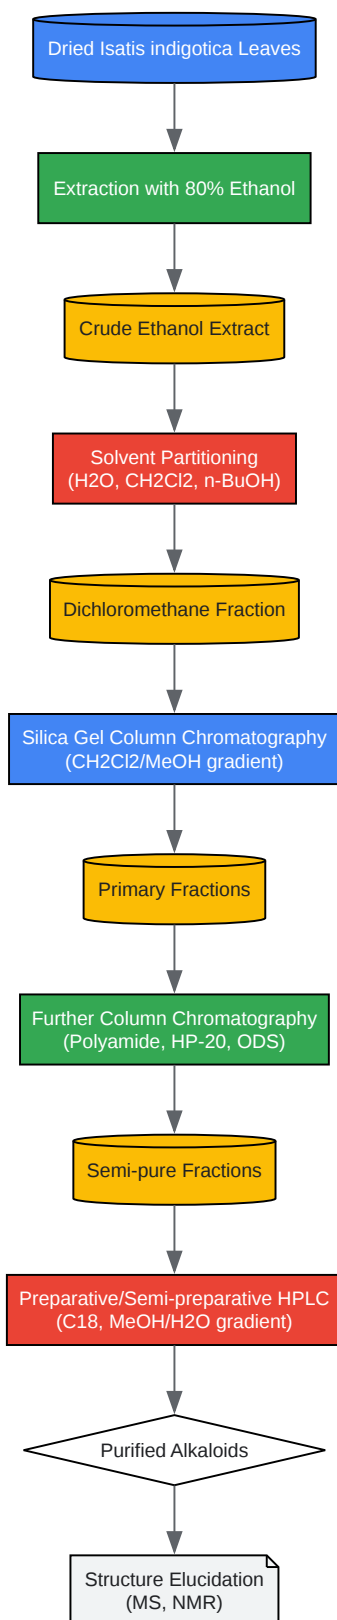 Dried Isatis indigotica Leaves
Extraction with 80% Ethanol
Crude Ethanol Extract
Solvent Partitioning
(H2O, CH2Cl2, n-BuOH)
Dichloromethane Fraction
Silica Gel Column Chromatography
(CH2Cl2/MeOH gradient)
Primary Fractions
Further Column Chromatography
(Polyamide, HP-20, ODS)
Semi-pure Fractions
Preparative/Semi-preparative HPLC
(C18, MeOH/H2O gradient)
Purified Alkaloids
Structure Elucidation
(MS, NMR)